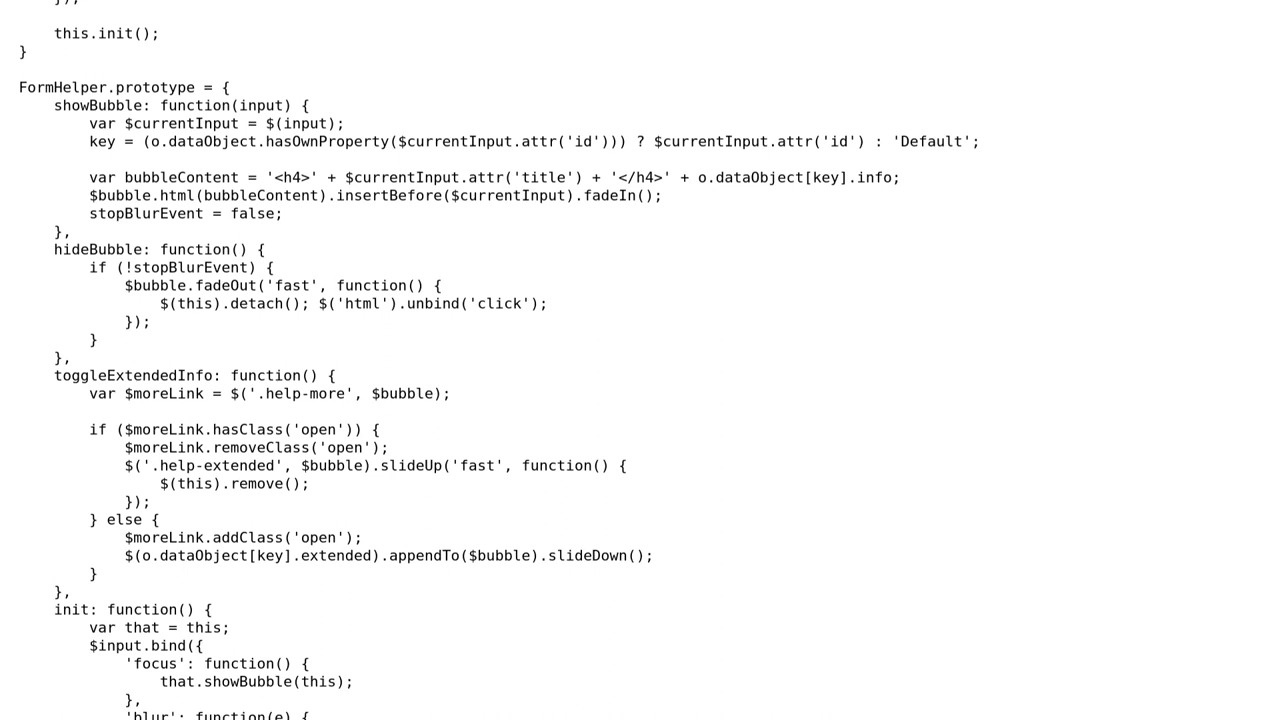 });
    this.init();
}
FormHelper.prototype = {
    showBubble: function(input) {
        var $currentInput = $(input);
        key = (o.dataObject.hasOwnProperty($currentInput.attr('id'))) ? $currentInput.attr('id') : 'Default';
        var bubbleContent = '<h4>' + $currentInput.attr('title') + '</h4>' + o.dataObject[key].info;
        $bubble.html(bubbleContent).insertBefore($currentInput).fadeIn();
        stopBlurEvent = false;
    },
    hideBubble: function() {
        if (!stopBlurEvent) {
            $bubble.fadeOut('fast', function() {
                $(this).detach(); $('html').unbind('click');
            });
        }
    },
    toggleExtendedInfo: function() {
        var $moreLink = $('.help-more', $bubble);
        if ($moreLink.hasClass('open')) {
            $moreLink.removeClass('open');
            $('.help-extended', $bubble).slideUp('fast', function() {
                $(this).remove();
            });
        } else {
            $moreLink.addClass('open');
            $(o.dataObject[key].extended).appendTo($bubble).slideDown();
        }
    },
    init: function() {
        var that = this;
        $input.bind({
            'focus': function() {
                that.showBubble(this);
            },
            'blur': function(e) {